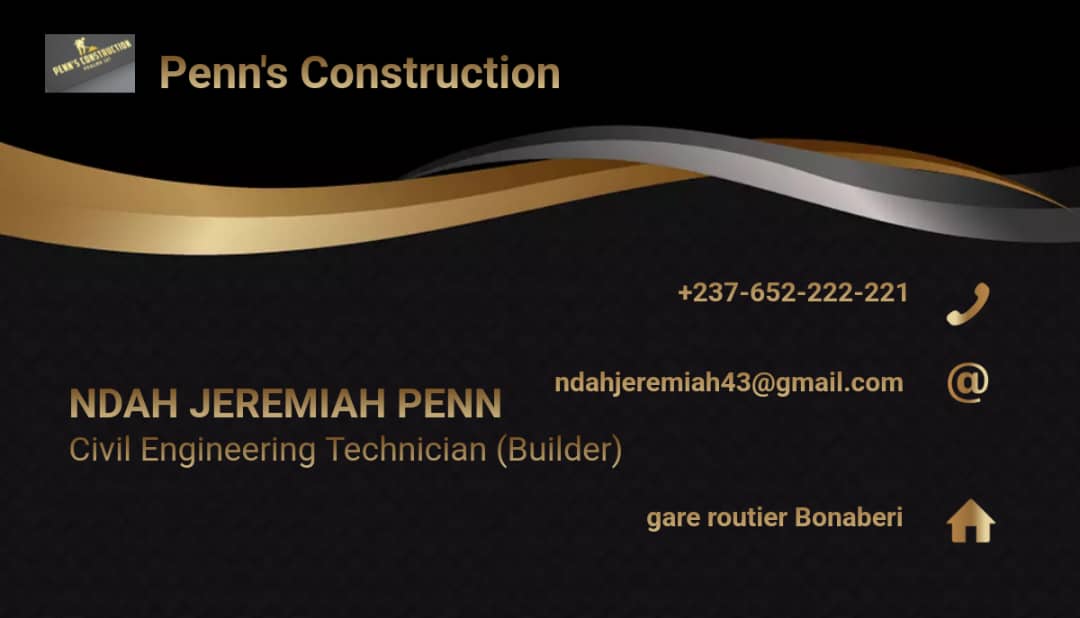 PENN'S CONSTRUCTION
Penn's Construction
+237-652-222-221
ndahjeremiah43@gmail.com
NDAH JEREMIAH PENN
Civil Engineering Technician (Builder)
gare routier Bonaberi